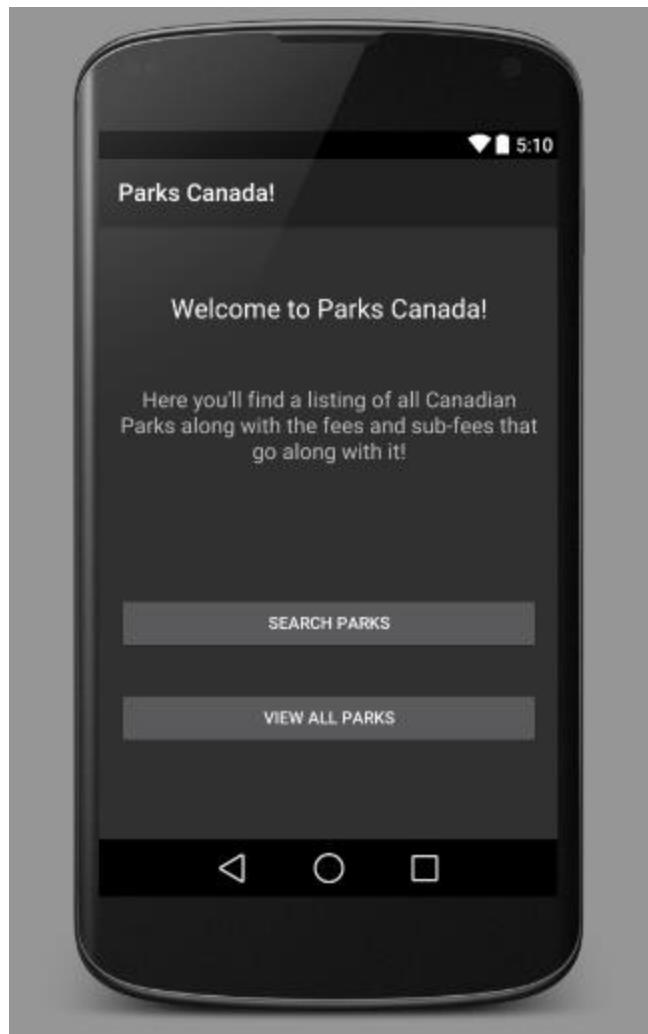 5:10
Parks Canada!
Welcome to Parks Canada!
Here you'll find a listing of all Canadian
Parks along with the fees and sub-fees that
go along with it!
SEARCH PARKS
VIEW ALL PARKS